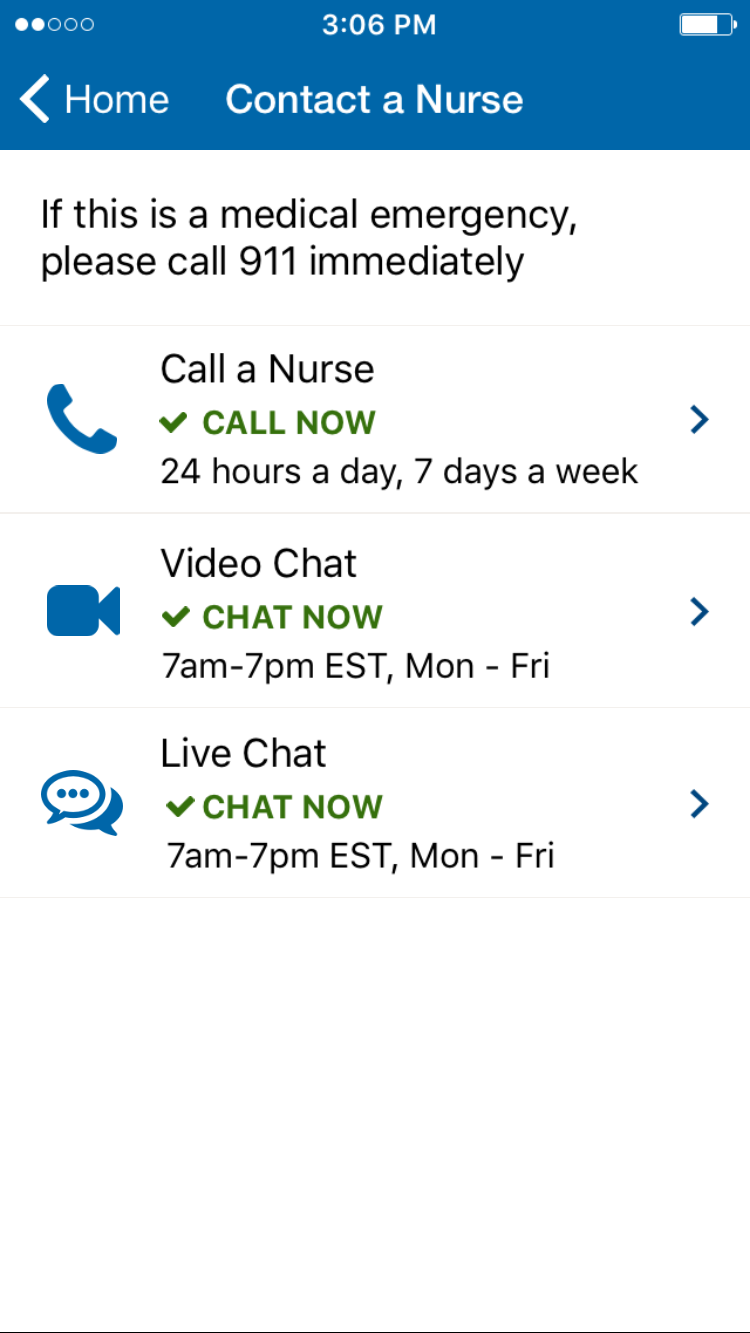 3:06 PM
Home
Contact a Nurse
If this is a medical emergency,
please call 911 immediately
Call a Nurse
CALL NOW
24 hours a day, 7 days a week
Video Chat
CHAT NOW
7am-7pm EST, Mon - Fri
Live Chat
CHAT NOW
7am-7pm EST, Mon - Fri